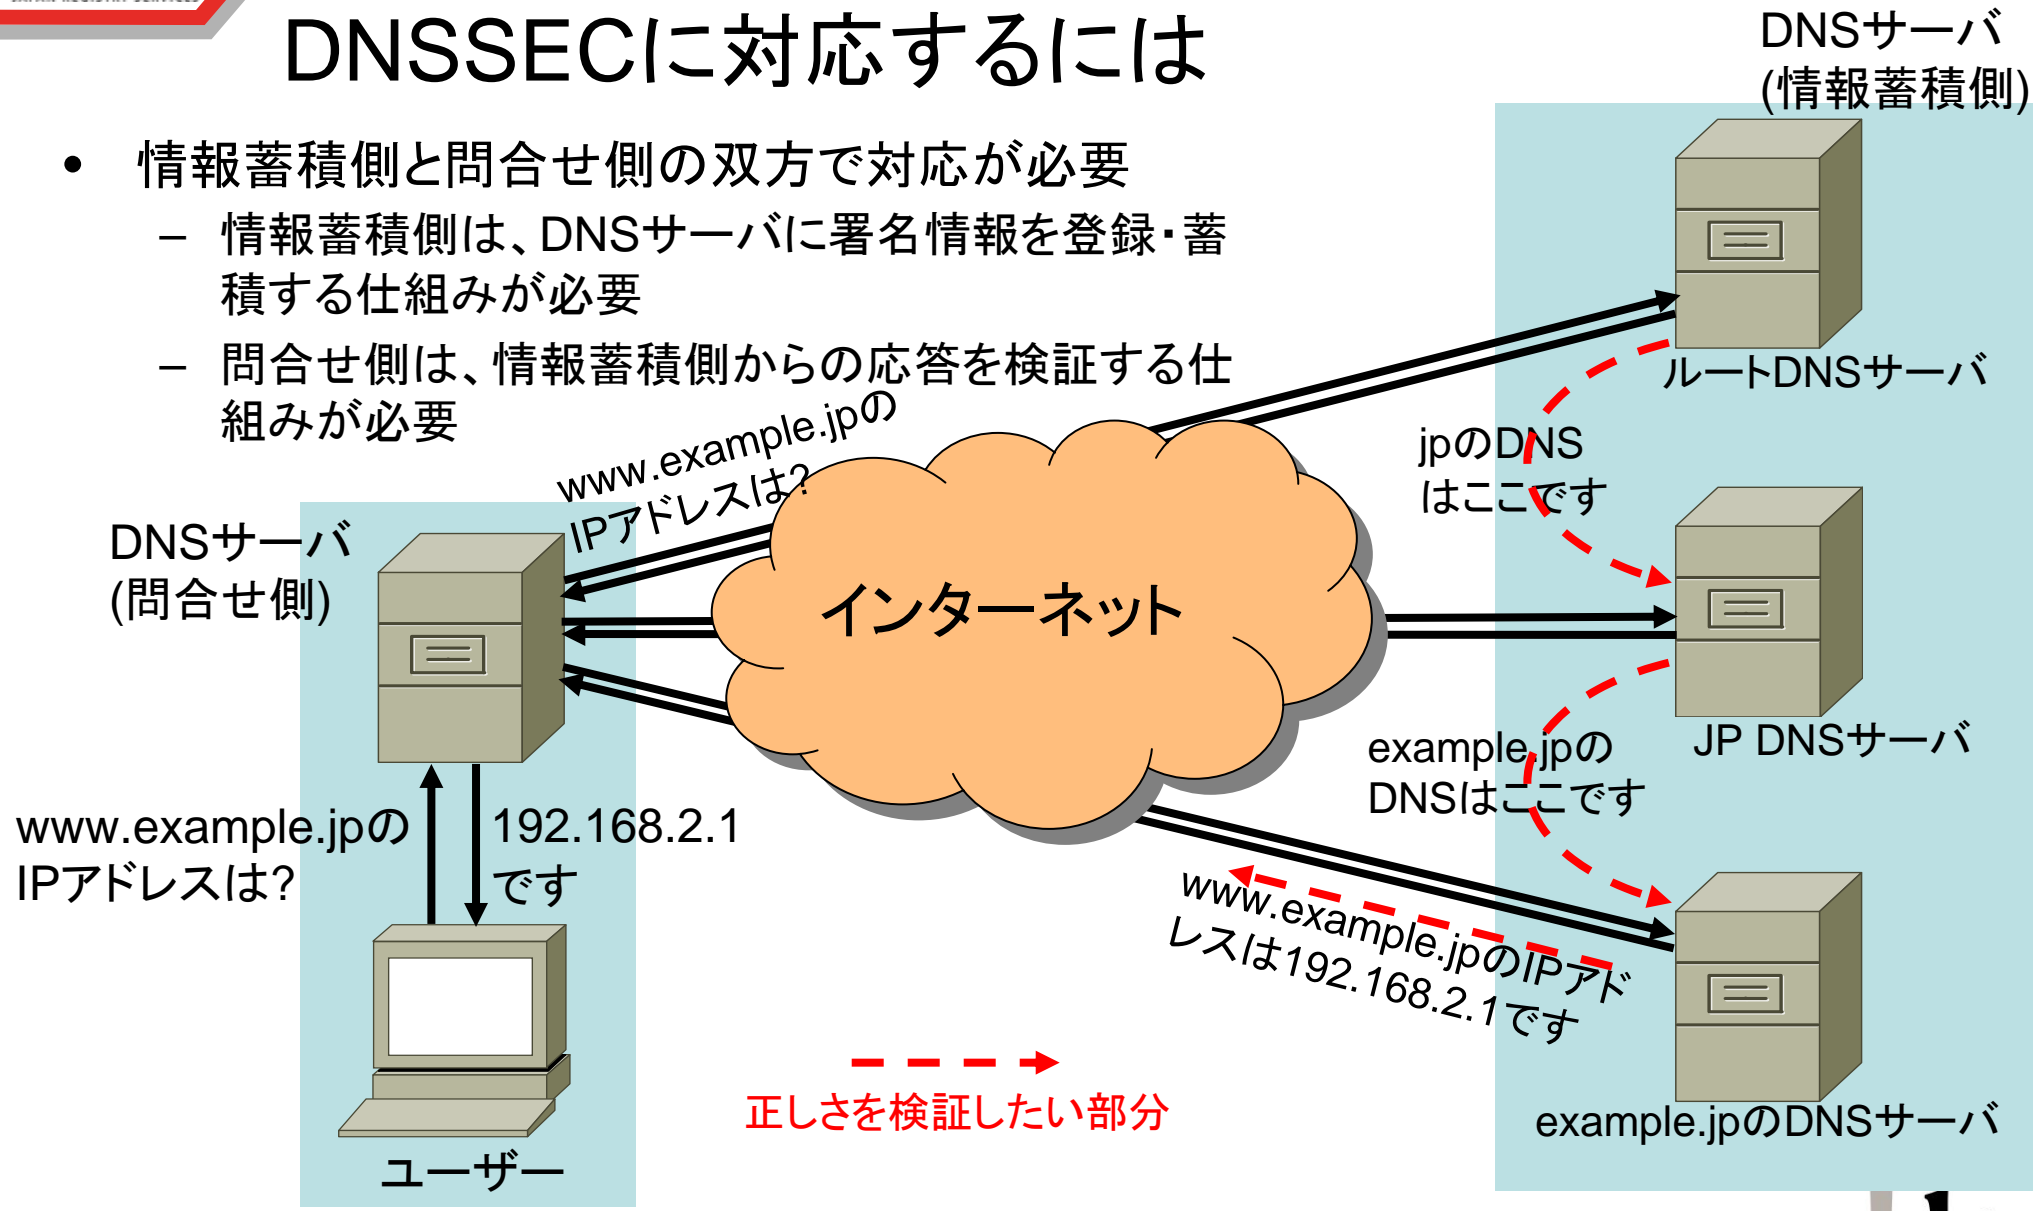 DNSSECに対応するには
• 情報蓄積側と問合せ側の双方で対応が必要
– 情報蓄積側は、DNSサーバに署名情報を登録・蓄
積する仕組みが必要
– 問合せ側は、情報蓄積側からの応答を検証する仕
組みが必要
DNSサーバ
(情報蓄積側)
ルートDNSサーバ
jpのDNS
はここです
www.example.jpの
IPアドレスは?
DNSサーバ
(問合せ側)
インターネット
JP DNSサーバ
example.jpの
DNSはここです
www.example.jpの
IPアドレスは?
192.168.2.1
です
www.example.jpのIPアド
レスは192.168.2.1です
正しさを検証したい部分
example.jpのDNSサーバ
ユーザー